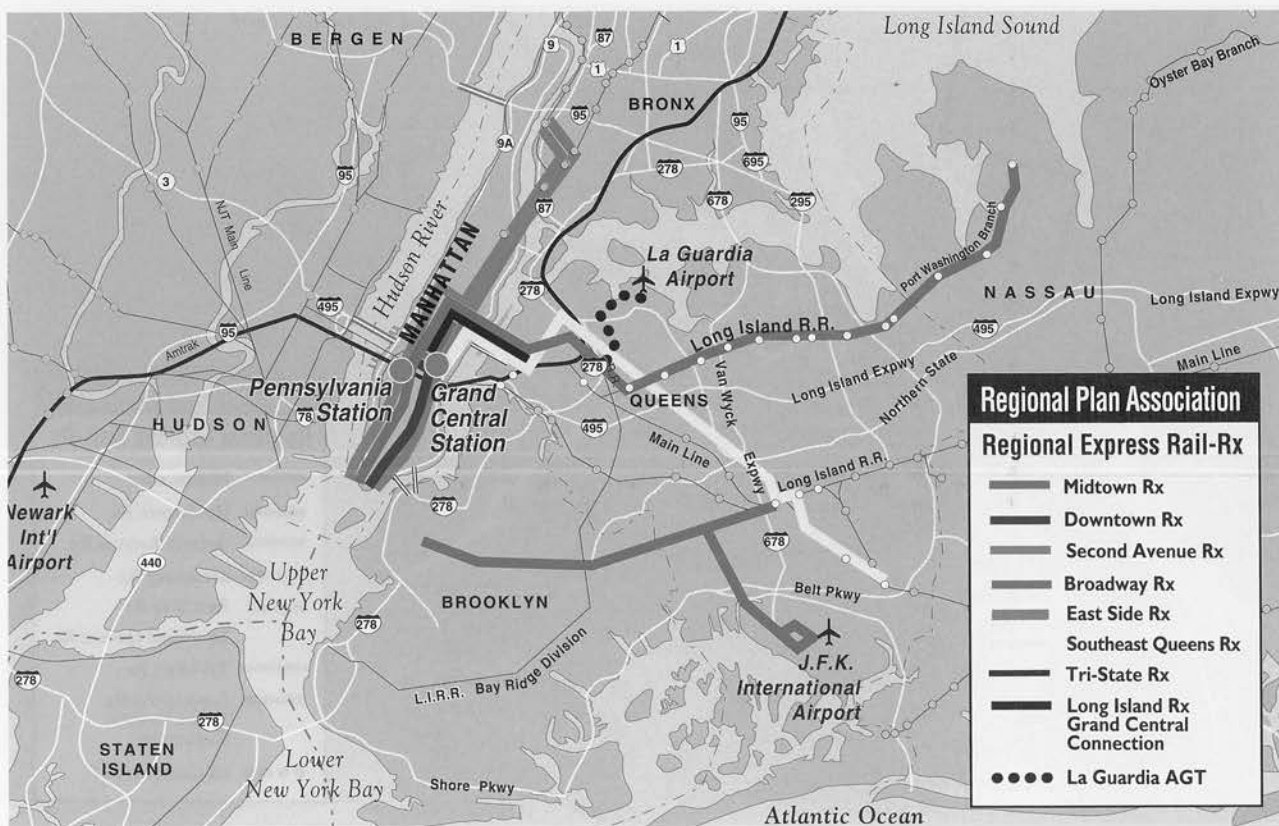 Long Island Sound
BERGEN
87
9
1
1
Oyster Bay Branch
BRONX
95
95
9A
3
95
278
695
NJT Main Line
Hudson River
678
295
87
MANHATTAN
La Guardia Airport
Port Washington Branch
NASSAU
278
495
Long Island Expwy
495
95
Long Island R.R.
Main Line
Amtrak
278
Pennsylvania Station
Grand Central Station
QUEENS
Van Wyck
Expwy
Long Island Expwy
Northern State
HUDSON
78
495
Main Line
Long Island R.R.
278
678
Newark Int'l Airport
440
Upper New York Bay
BROOKLYN
Belt Pkwy
278
L.I.R.R. Bay Ridge Division
J.F.K. International Airport
278
278
STATEN ISLAND
Lower New York Bay
Shore Pkwy
Atlantic Ocean
Regional Plan Association
Regional Express Rail-Rx
Midtown Rx
Downtown Rx
Second Avenue Rx
Broadway Rx
East Side Rx
Southeast Queens Rx
Tri-State Rx
Long Island Rx
Grand Central
Connection
La Guardia AGT